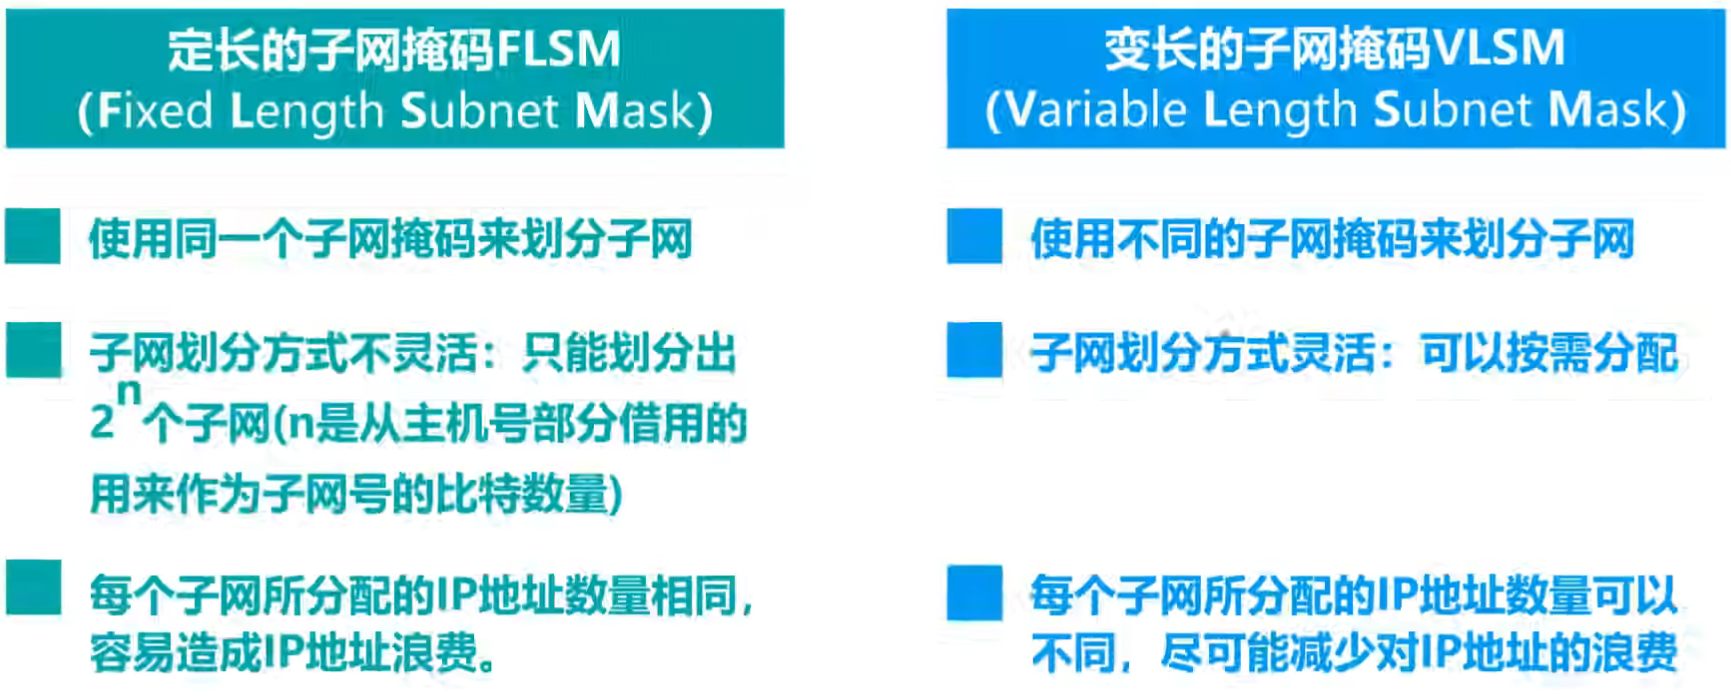 定长的子网掩码FLSM
(Fixed Length Subnet Mask)
使用同一个子网掩码来划分子网
子网划分方式不灵活：只能划分出
2^n个子网(n是从主机号部分借用的
用来作为子网号的比特数量)
每个子网所分配的IP地址数量相同，
容易造成IP地址浪费。
变长的子网掩码VLSM
(Variable Length Subnet Mask)
使用不同的子网掩码来划分子网
子网划分方式灵活：可以按需分配
每个子网所分配的IP地址数量可以
不同，尽可能减少对IP地址的浪费